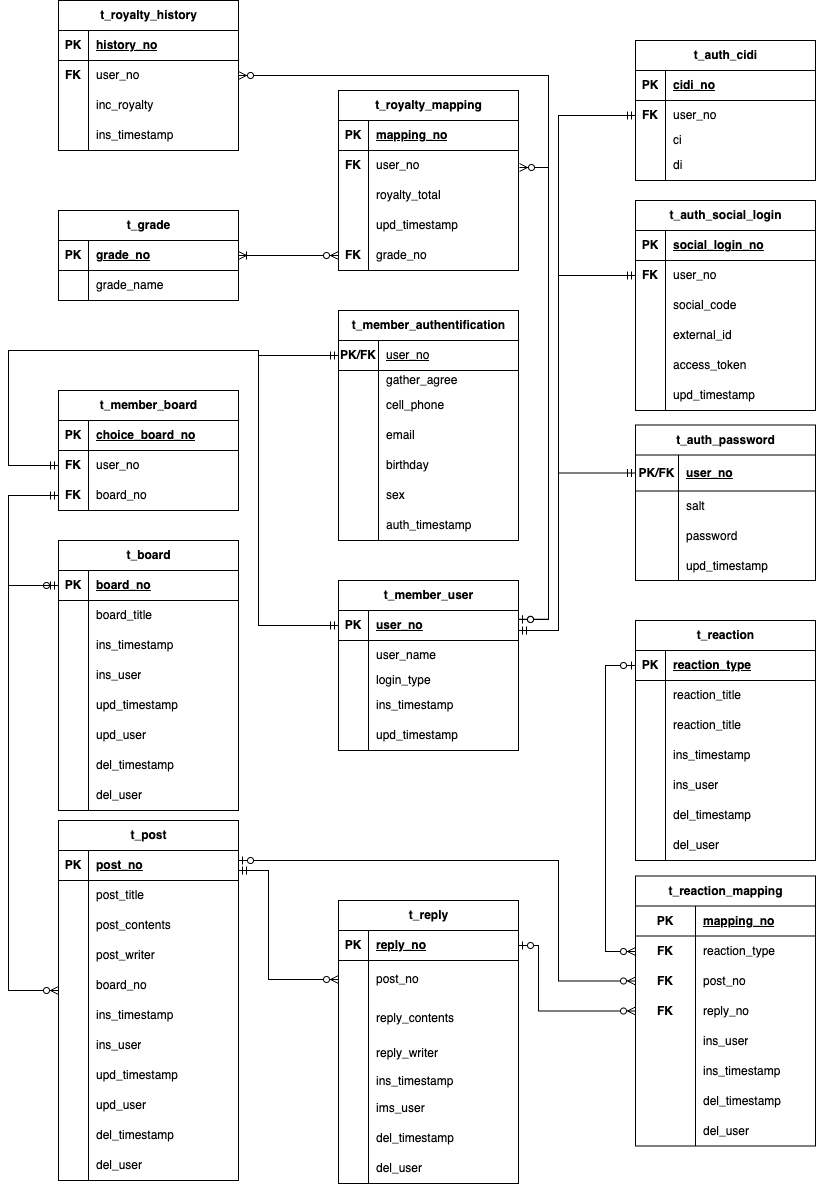 t_royalty_history
PK history_no
FK user_no
inc_royalty
ins_timestamp
t_royalty_mapping
PK mapping_no
FK user_no
royalty_total
upd_timestamp
FK grade_no
t_auth_cidi
PK cidi_no
FK user_no
ci
di
t_grade
PK grade_no
grade_name
t_auth_social_login
PK social_login_no
FK user_no
social_code
external_id
access_token
upd_timestamp
t_member_authentification
PK/FK user_no
gather_agree
cell_phone
email
birthday
sex
auth_timestamp
t_member_board
PK choice_board_no
FK user_no
FK board_no
t_auth_password
PK/FK user_no
salt
password
upd_timestamp
t_board
PK board_no
board_title
ins_timestamp
ins_user
upd_timestamp
upd_user
del_timestamp
del_user
t_member_user
PK user_no
user_name
login_type
ins_timestamp
upd_timestamp
t_reaction
PK reaction_type
reaction_title
reaction_title
ins_timestamp
ins_user
del_timestamp
del_user
t_post
PK post_no
post_title
post_contents
post_writer
board_no
ins_timestamp
ins_user
upd_timestamp
upd_user
del_timestamp
del_user
t_reply
PK reply_no
post_no
reply_contents
reply_writer
ins_timestamp
ims_user
del_timestamp
del_user
t_reaction_mapping
PK mapping_no
FK reaction_type
FK post_no
FK reply_no
ins_user
ins_timestamp
del_timestamp
del_user